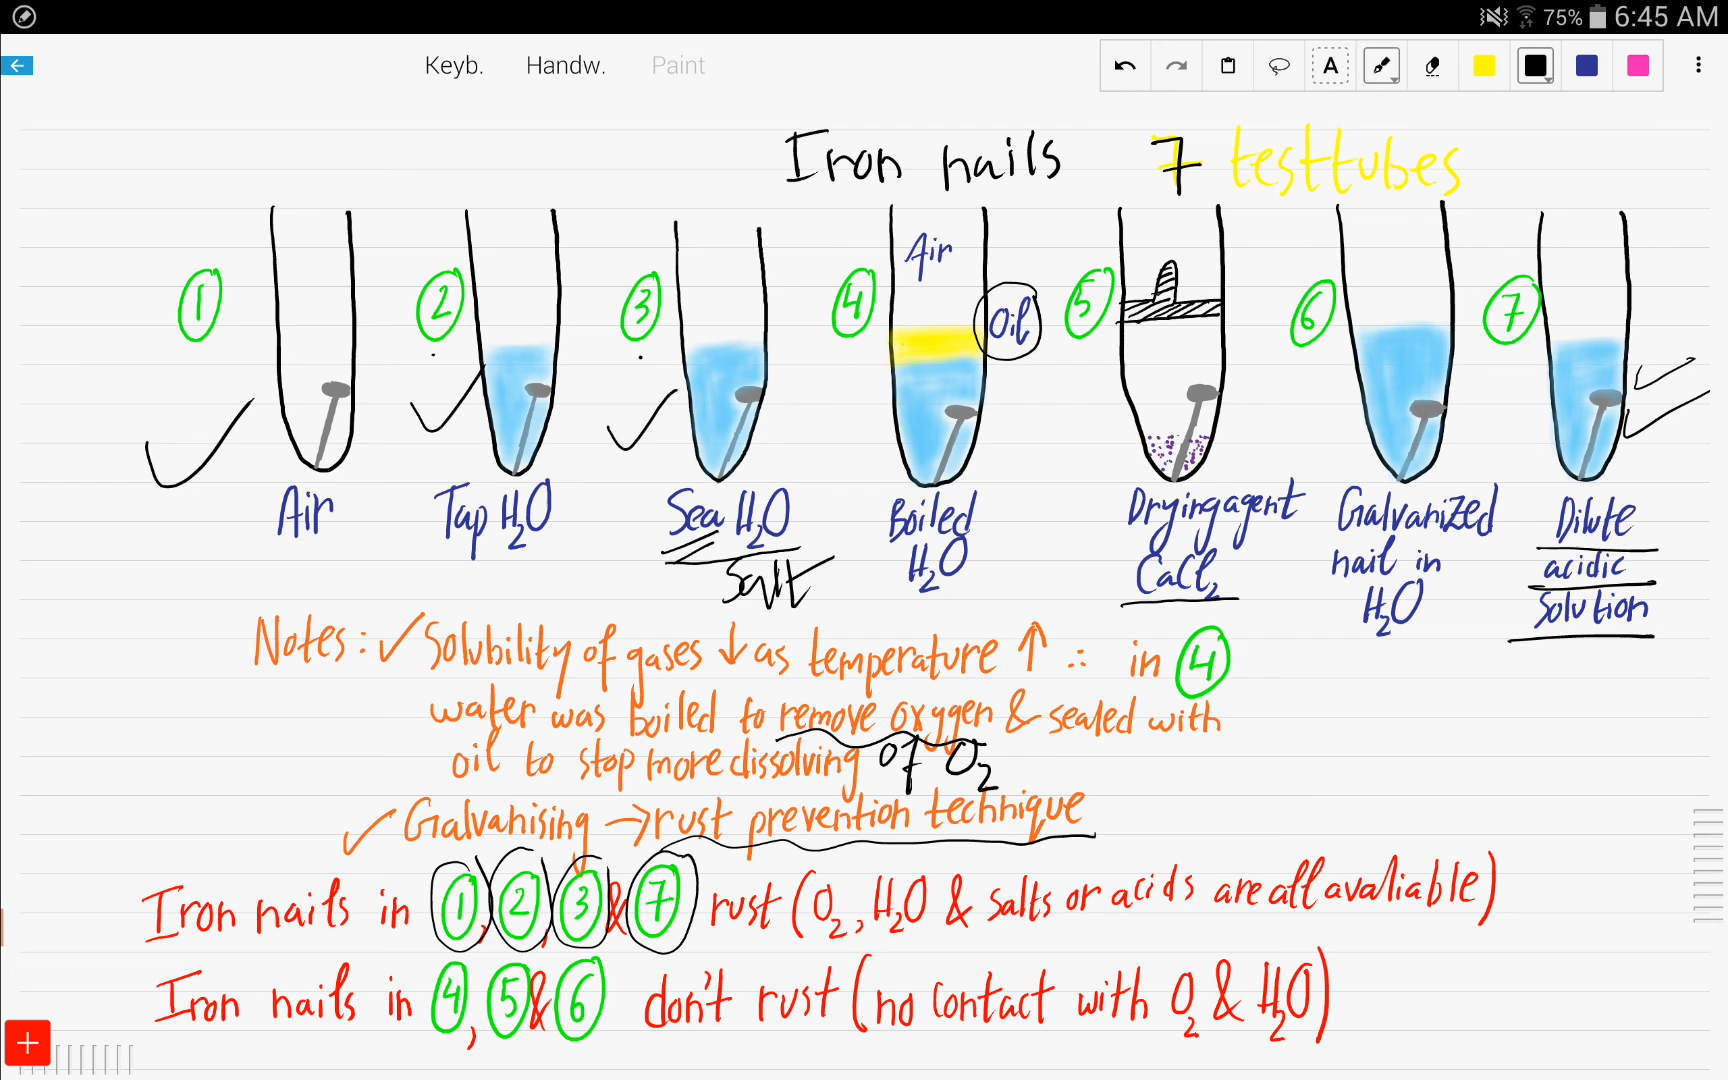 75% 6:45 AM
Keyb. Handw. Paint A
Iron nails 7 testtubes
Air
1 2 3 4 Oil 5 6 7
Air Tap H₂O Sea H₂O Boiled Dryingagent Galvanized Dilute
Salt H₂O CaCl₂ nail in acidic
H₂O Solution
Notes: ✓ Solubility of gases ↓ as temperature ↑ ∴ in 4
water was boiled to remove oxygen & sealed with
oil to stop more dissolving of O₂
✓ Galvanising → rust prevention technique
Iron nails in 1, 2, 3 & 7 rust (O₂, H₂O & salts or acids are all avaliable)
Iron nails in 4, 5 & 6 don't rust (no contact with O₂ & H₂O)